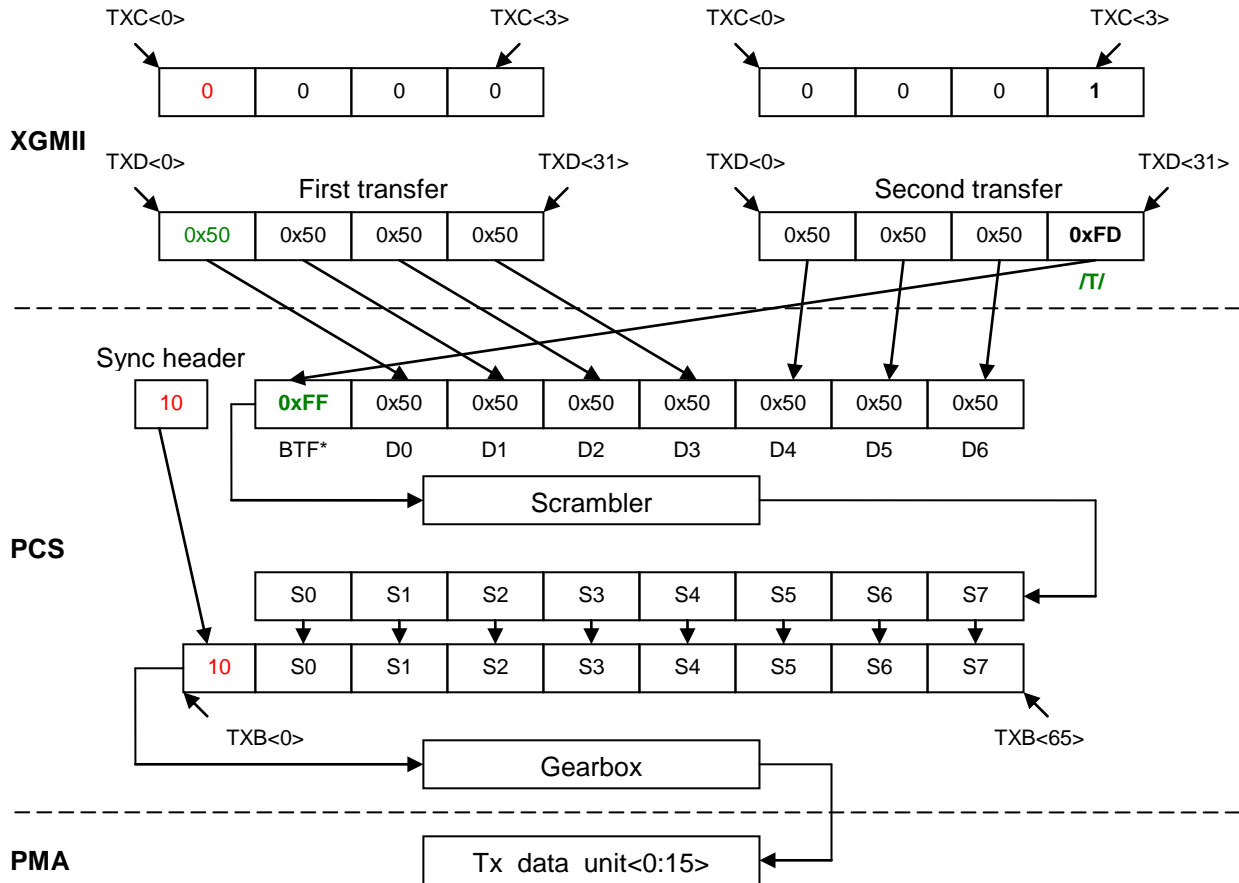 TXC<0> TXC<3> TXC<0> TXC<3>
0 0 0 0 0 0 0 1
XGMII
TXD<0> TXD<31> TXD<0> TXD<31>
First transfer Second transfer
0x50 0x50 0x50 0x50 0x50 0x50 0x50 0xFD
/T/
Sync header
10 0xFF 0x50 0x50 0x50 0x50 0x50 0x50 0x50
BTF* D0 D1 D2 D3 D4 D5 D6
Scrambler
PCS
S0 S1 S2 S3 S4 S5 S6 S7
10 S0 S1 S2 S3 S4 S5 S6 S7
TXB<0> TXB<65>
Gearbox
PMA
Tx data unit<0:15>